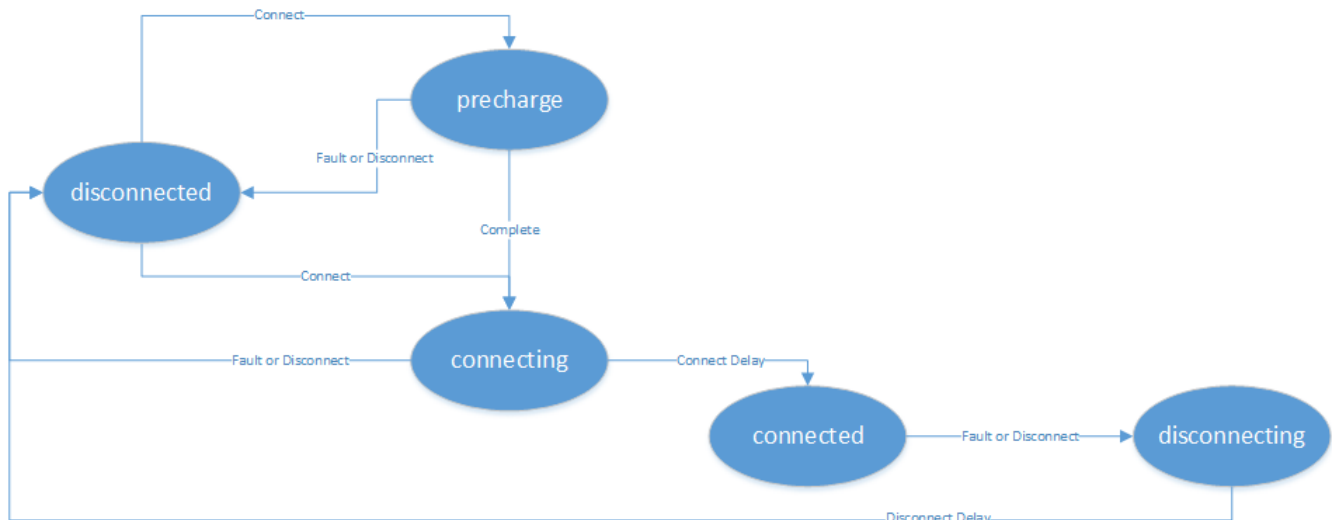 Connect
precharge
Fault or Disconnect
disconnected
Complete
Connect
Fault or Disconnect
connecting
Connect Delay
connected
Fault or Disconnect
disconnecting
Disconnect Delay